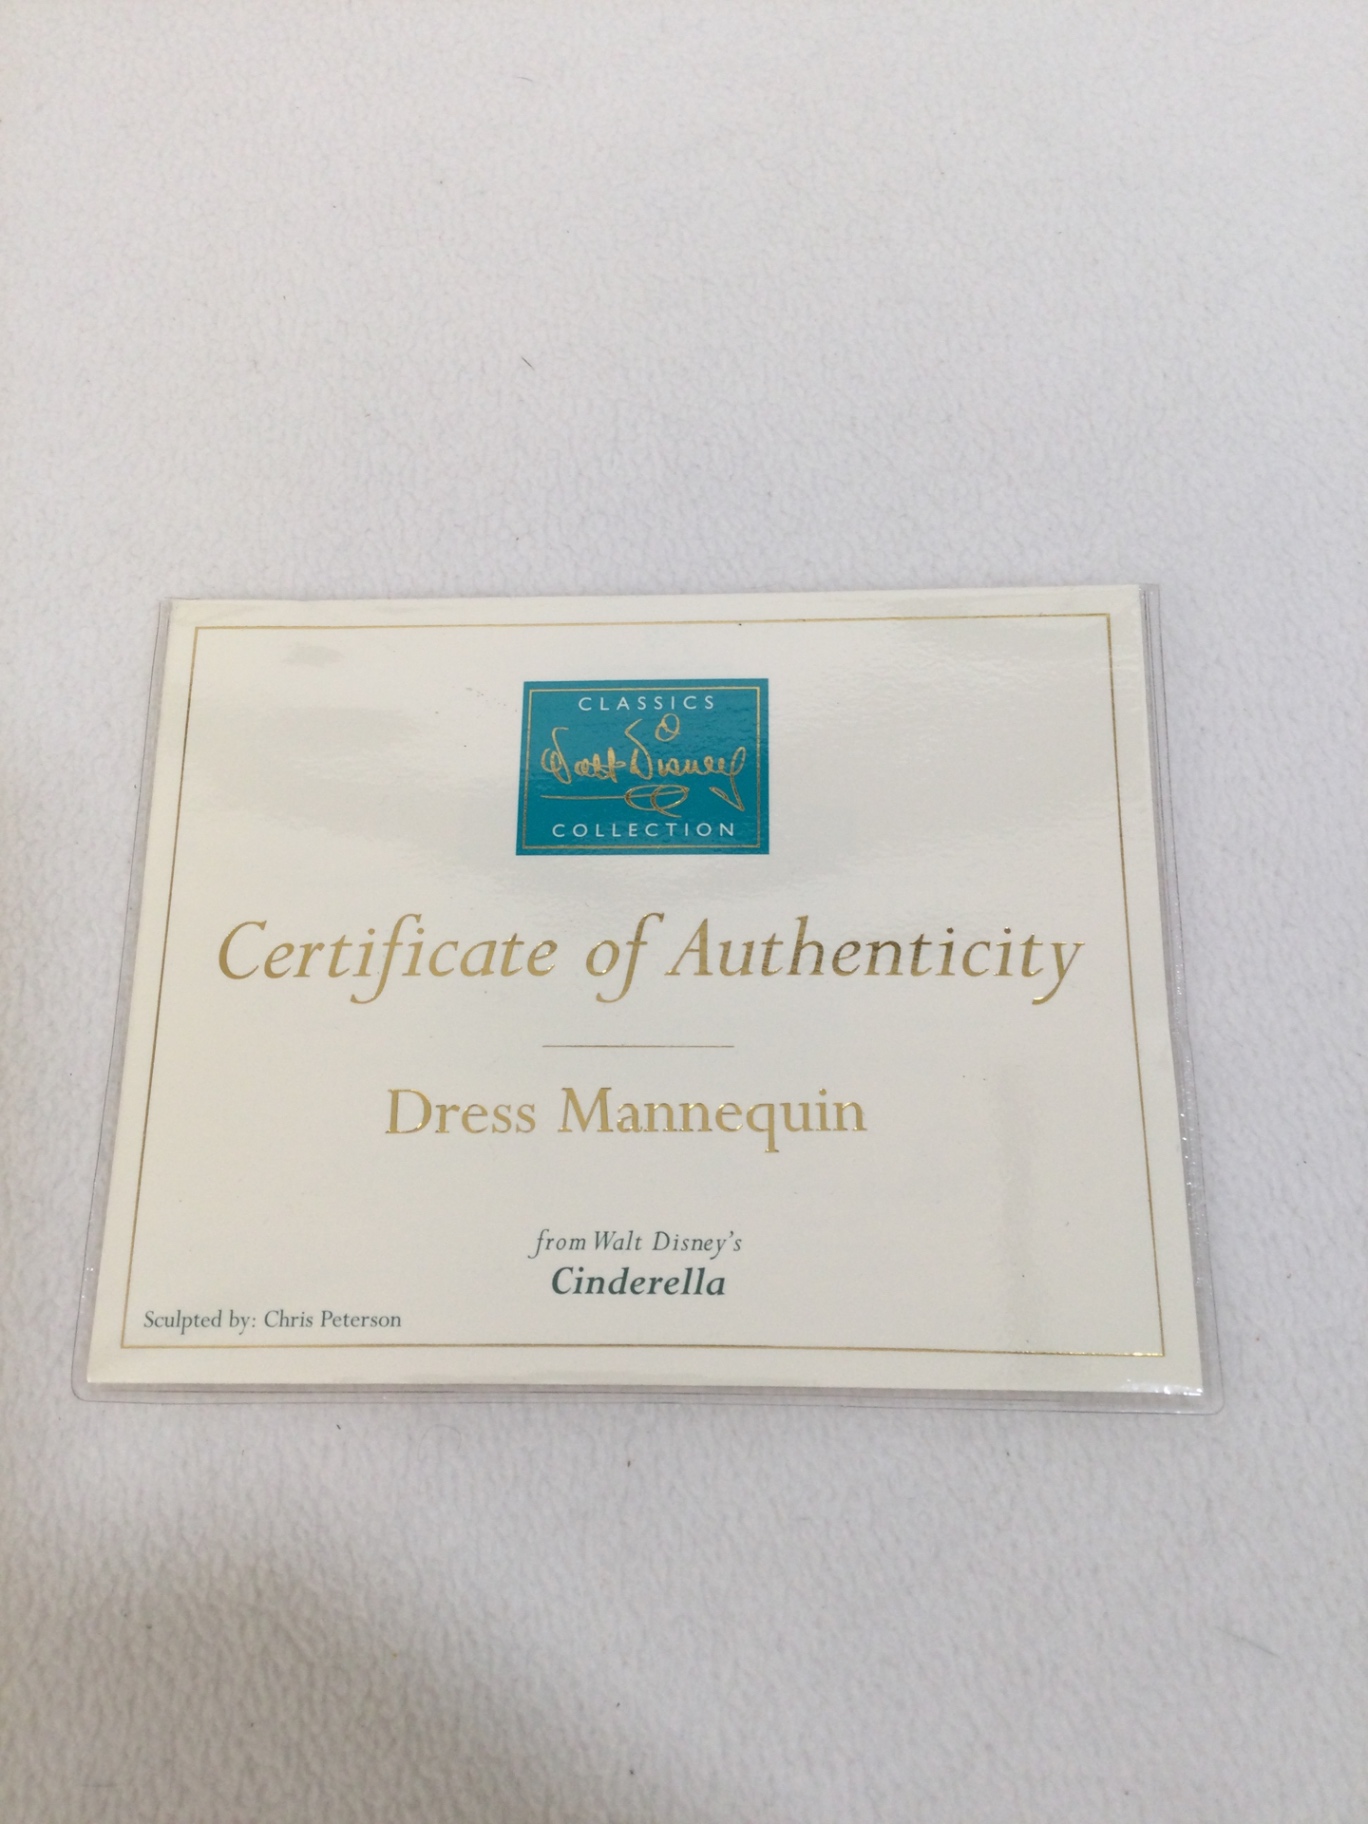 CLASSICS
Walt Disney
COLLECTION
Certificate of Authenticity
Dress Mannequin
from Walt Disney's
Cinderella
Sculpted by: Chris Peterson